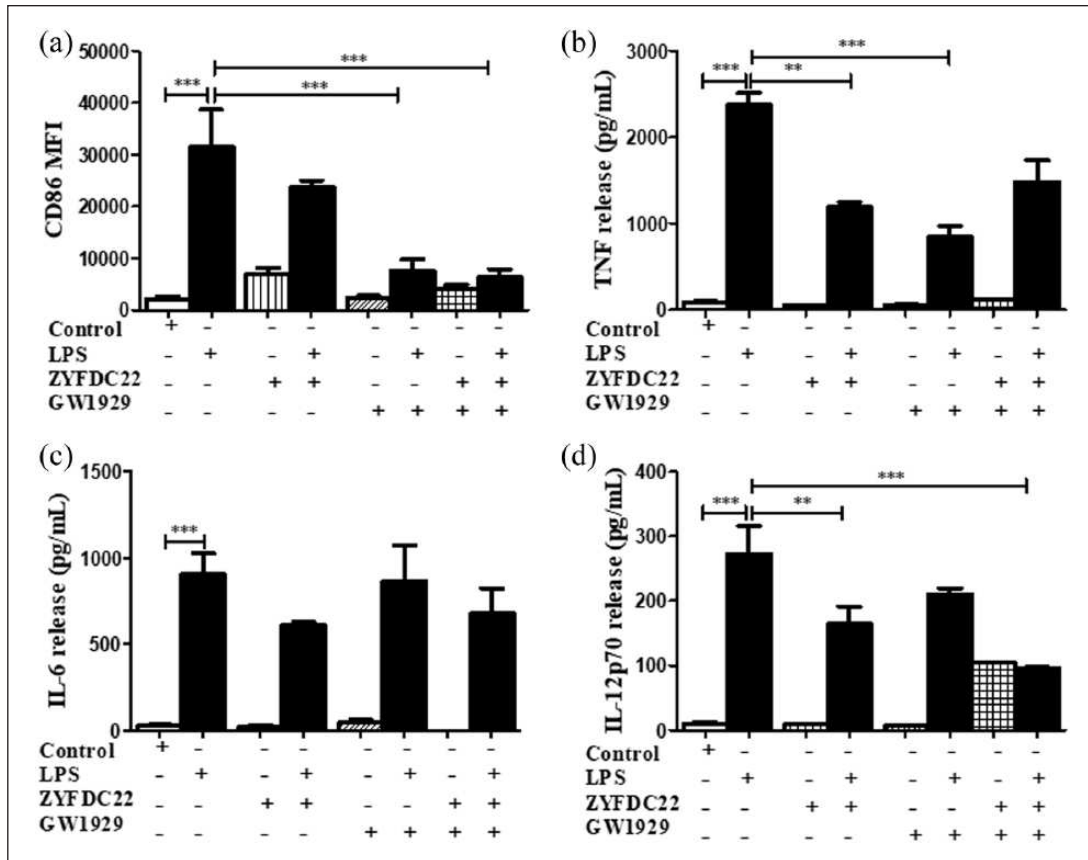 (a)
50000
40000
30000
20000
10000
0
CD86 MFI
***
***
***
Control + - - - - - - -
LPS - + - + - + - +
ZYFDC22 - - + + - - + +
GW1929 - - - - + + + +
(b)
3000
2000
1000
0
TNF release (pg/mL)
***
***
**
Control + - - - - - - -
LPS - + - + - + - +
ZYFDC22 - - + + - - + +
GW1929 - - - - + + + +
(c)
1500
1000
500
0
IL-6 release (pg/mL)
***
Control + - - - - - - -
LPS - + - + - + - +
ZYFDC22 - - + + - - + +
GW1929 - - - - + + + +
(d)
400
300
200
100
0
IL-12p70 release (pg/mL)
***
***
**
Control + - - - - - - -
LPS - + - + - + - +
ZYFDC22 - - + + - - + +
GW1929 - - - - + + + +